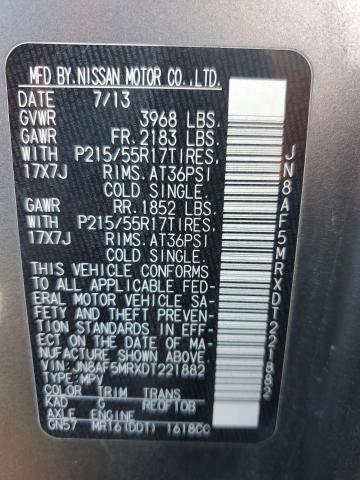 MFD BY.NISSAN MOTOR CO.,LTD.
DATE 7/13
GVWR 3968 LBS.
GAWR FR. 2183 LBS.
WITH P215/55R17TIRES,
17X7J RIMS.AT36PSI
COLD SINGLE.
GAWR RR. 1852 LBS.
WITH P215/55R17TIRES,
17X7J RIMS.AT36PSI
COLD SINGLE.
THIS VEHICLE CONFORMS
TO ALL APPLICABLE FED-
ERAL MOTOR VEHICLE SA-
FETY AND THEFT PREVEN-
TION STANDARDS IN EFF-
ECT ON THE DATE OF MA-
NUFACTURE SHOWN ABOVE.
VIN:JN8AF5MRXDT221882
TYPE:MPV
COLOR TRIM TRANS
KAD G RE0F10B
AXLE ENGINE
GN57 MR16(DDT) 1618CC
JN8AF5MRXDT221882